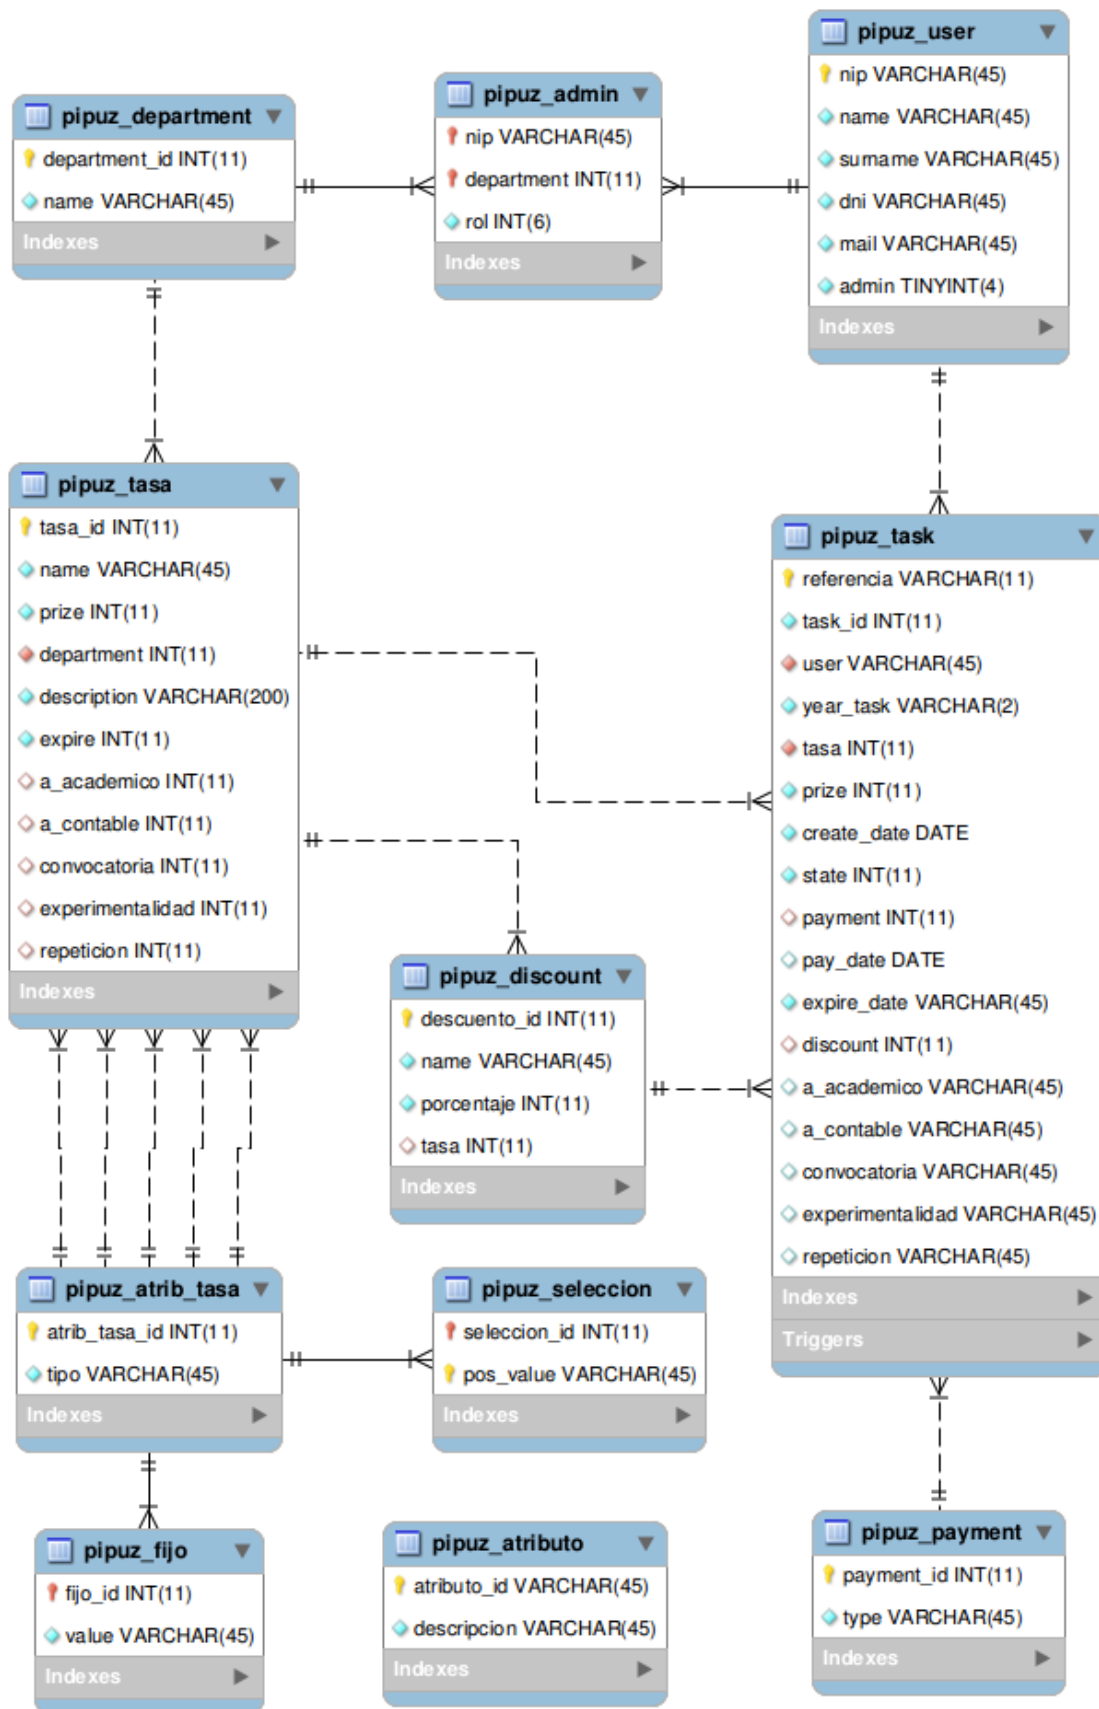 pipuz_user
nip VARCHAR(45)
name VARCHAR(45)
surname VARCHAR(45)
dni VARCHAR(45)
mail VARCHAR(45)
admin TINYINT(4)
Indexes
pipuz_admin
nip VARCHAR(45)
department INT(11)
rol INT(6)
Indexes
pipuz_department
department_id INT(11)
name VARCHAR(45)
Indexes
pipuz_tasa
tasa_id INT(11)
name VARCHAR(45)
prize INT(11)
department INT(11)
description VARCHAR(200)
expire INT(11)
a_academico INT(11)
a_contable INT(11)
convocatoria INT(11)
experimentalidad INT(11)
repeticion INT(11)
Indexes
pipuz_task
referencia VARCHAR(11)
task_id INT(11)
user VARCHAR(45)
year_task VARCHAR(2)
tasa INT(11)
prize INT(11)
create_date DATE
state INT(11)
payment INT(11)
pay_date DATE
expire_date VARCHAR(45)
discount INT(11)
a_academico VARCHAR(45)
a_contable VARCHAR(45)
convocatoria VARCHAR(45)
experimentalidad VARCHAR(45)
repeticion VARCHAR(45)
Indexes
Triggers
pipuz_discount
descuento_id INT(11)
name VARCHAR(45)
porcentaje INT(11)
tasa INT(11)
Indexes
pipuz_atrib_tasa
atrib_tasa_id INT(11)
tipo VARCHAR(45)
Indexes
pipuz_seleccion
seleccion_id INT(11)
pos_value VARCHAR(45)
Indexes
pipuz_fijo
fijo_id INT(11)
value VARCHAR(45)
Indexes
pipuz_atributo
atributo_id VARCHAR(45)
descripcion VARCHAR(45)
Indexes
pipuz_payment
payment_id INT(11)
type VARCHAR(45)
Indexes